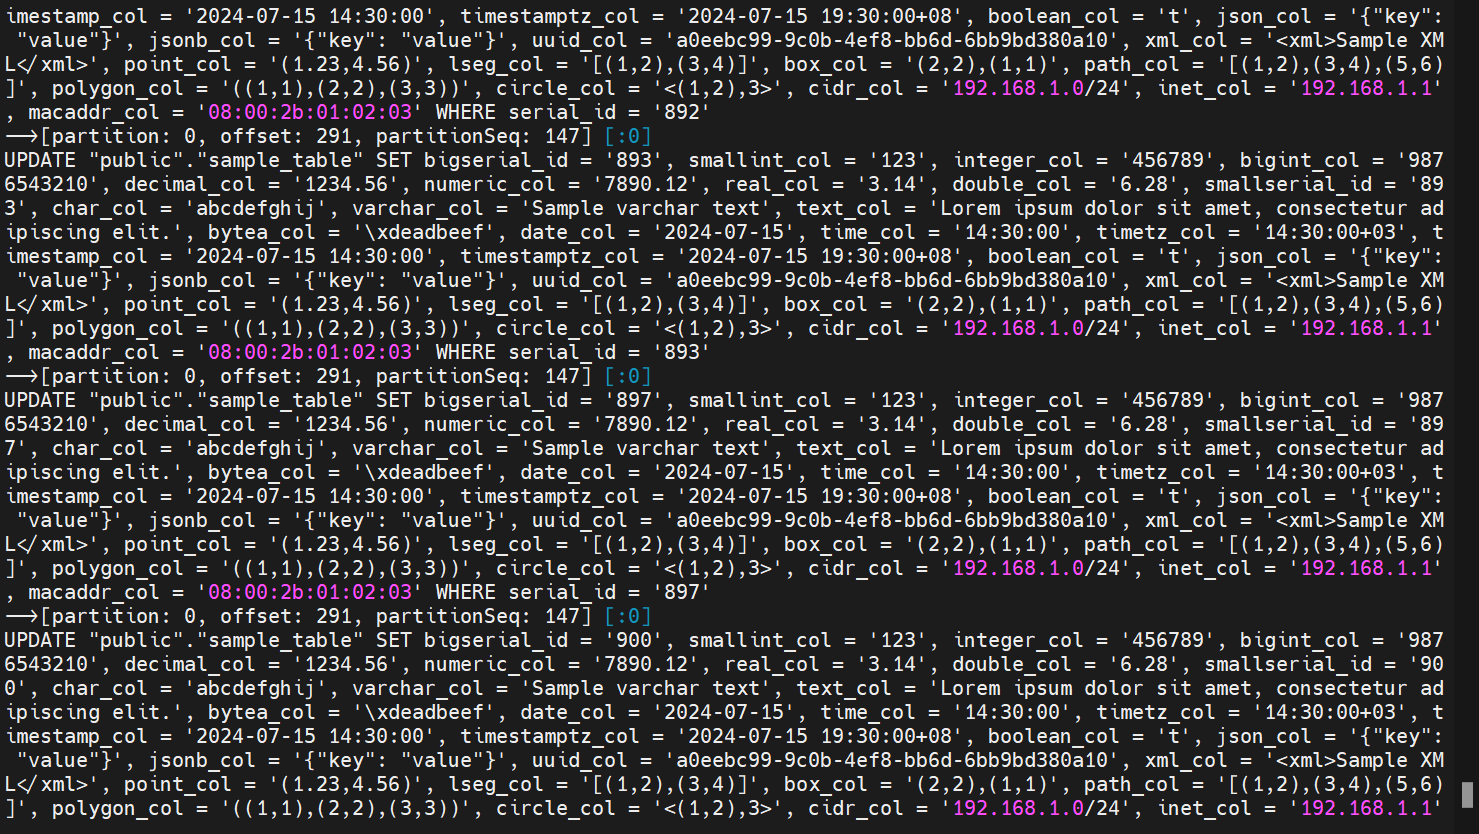 imestamp_col = '2024-07-15 14:30:00', timestamptz_col = '2024-07-15 19:30:00+08', boolean_col = 't', json_col = '{"key":
 "value"}', jsonb_col = '{"key": "value"}', uuid_col = 'a0eebc99-9c0b-4ef8-bb6d-6bb9bd380a10', xml_col = '<xml>Sample XM
L</xml>', point_col = '(1.23,4.56)', lseg_col = '[(1,2),(3,4)]', box_col = '(2,2),(1,1)', path_col = '[(1,2),(3,4),(5,6)
]', polygon_col = '((1,1),(2,2),(3,3))', circle_col = '<(1,2),3>', cidr_col = '192.168.1.0/24', inet_col = '192.168.1.1'
, macaddr_col = '08:00:2b:01:02:03' WHERE serial_id = '892'
-->[partition: 0, offset: 291, partitionSeq: 147] [:0]
UPDATE "public"."sample_table" SET bigserial_id = '893', smallint_col = '123', integer_col = '456789', bigint_col = '987
6543210', decimal_col = '1234.56', numeric_col = '7890.12', real_col = '3.14', double_col = '6.28', smallserial_id = '89
3', char_col = 'abcdefghij', varchar_col = 'Sample varchar text', text_col = 'Lorem ipsum dolor sit amet, consectetur ad
ipiscing elit.', bytea_col = '\xdeadbeef', date_col = '2024-07-15', time_col = '14:30:00', timetz_col = '14:30:00+03', t
imestamp_col = '2024-07-15 14:30:00', timestamptz_col = '2024-07-15 19:30:00+08', boolean_col = 't', json_col = '{"key":
 "value"}', jsonb_col = '{"key": "value"}', uuid_col = 'a0eebc99-9c0b-4ef8-bb6d-6bb9bd380a10', xml_col = '<xml>Sample XM
L</xml>', point_col = '(1.23,4.56)', lseg_col = '[(1,2),(3,4)]', box_col = '(2,2),(1,1)', path_col = '[(1,2),(3,4),(5,6)
]', polygon_col = '((1,1),(2,2),(3,3))', circle_col = '<(1,2),3>', cidr_col = '192.168.1.0/24', inet_col = '192.168.1.1'
, macaddr_col = '08:00:2b:01:02:03' WHERE serial_id = '893'
-->[partition: 0, offset: 291, partitionSeq: 147] [:0]
UPDATE "public"."sample_table" SET bigserial_id = '897', smallint_col = '123', integer_col = '456789', bigint_col = '987
6543210', decimal_col = '1234.56', numeric_col = '7890.12', real_col = '3.14', double_col = '6.28', smallserial_id = '89
7', char_col = 'abcdefghij', varchar_col = 'Sample varchar text', text_col = 'Lorem ipsum dolor sit amet, consectetur ad
ipiscing elit.', bytea_col = '\xdeadbeef', date_col = '2024-07-15', time_col = '14:30:00', timetz_col = '14:30:00+03', t
imestamp_col = '2024-07-15 14:30:00', timestamptz_col = '2024-07-15 19:30:00+08', boolean_col = 't', json_col = '{"key":
 "value"}', jsonb_col = '{"key": "value"}', uuid_col = 'a0eebc99-9c0b-4ef8-bb6d-6bb9bd380a10', xml_col = '<xml>Sample XM
L</xml>', point_col = '(1.23,4.56)', lseg_col = '[(1,2),(3,4)]', box_col = '(2,2),(1,1)', path_col = '[(1,2),(3,4),(5,6)
]', polygon_col = '((1,1),(2,2),(3,3))', circle_col = '<(1,2),3>', cidr_col = '192.168.1.0/24', inet_col = '192.168.1.1'
, macaddr_col = '08:00:2b:01:02:03' WHERE serial_id = '897'
-->[partition: 0, offset: 291, partitionSeq: 147] [:0]
UPDATE "public"."sample_table" SET bigserial_id = '900', smallint_col = '123', integer_col = '456789', bigint_col = '987
6543210', decimal_col = '1234.56', numeric_col = '7890.12', real_col = '3.14', double_col = '6.28', smallserial_id = '90
0', char_col = 'abcdefghij', varchar_col = 'Sample varchar text', text_col = 'Lorem ipsum dolor sit amet, consectetur ad
ipiscing elit.', bytea_col = '\xdeadbeef', date_col = '2024-07-15', time_col = '14:30:00', timetz_col = '14:30:00+03', t
imestamp_col = '2024-07-15 14:30:00', timestamptz_col = '2024-07-15 19:30:00+08', boolean_col = 't', json_col = '{"key":
 "value"}', jsonb_col = '{"key": "value"}', uuid_col = 'a0eebc99-9c0b-4ef8-bb6d-6bb9bd380a10', xml_col = '<xml>Sample XM
L</xml>', point_col = '(1.23,4.56)', lseg_col = '[(1,2),(3,4)]', box_col = '(2,2),(1,1)', path_col = '[(1,2),(3,4),(5,6)
]', polygon_col = '((1,1),(2,2),(3,3))', circle_col = '<(1,2),3>', cidr_col = '192.168.1.0/24', inet_col = '192.168.1.1'